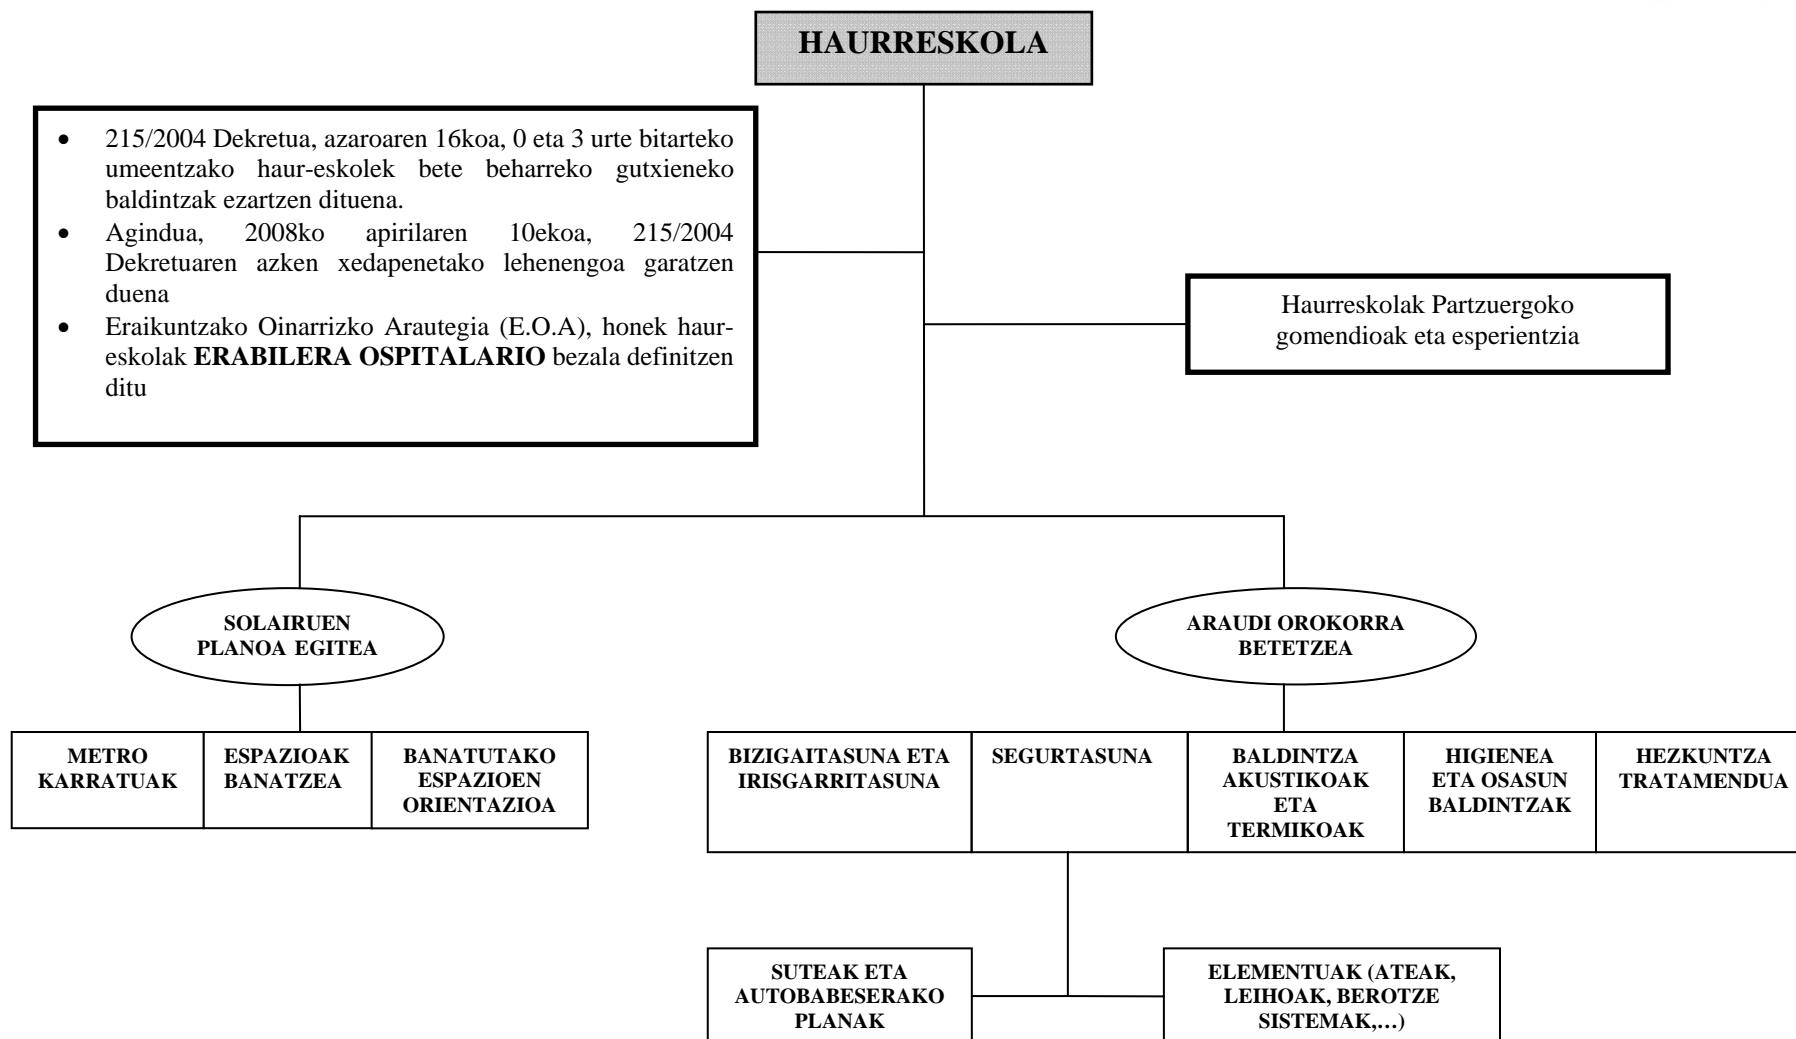 HAURRESKOLA
• 215/2004 Dekretua, azaroaren 16koa, 0 eta 3 urte bitarteko
umeentzako haur-eskolek bete beharreko gutxieneko
baldintzak ezartzen dituena.
• Agindua, 2008ko apirilaren 10ekoa, 215/2004
Dekretuaren azken xedapenetako lehenengoa garatzen
duena
• Eraikuntzako Oinarrizko Arautegia (E.O.A), honek haur-
eskolak ERABILERA OSPITALARIO bezala definitzen
ditu
Haurreskolak Partzuergoko
gomendioak eta esperientzia
SOLAIRUEN
PLANOA EGITEA
ARAUDI OROKORRA
BETETZEA
METRO
KARRATUAK
ESPAZIOAK
BANATZEA
BANATUTAKO
ESPAZIOEN
ORIENTAZIOA
BIZIGAITASUNA ETA
IRISGARRITASUNA
SEGURTASUNA
BALDINTZA
AKUSTIKOAK
ETA
TERMIKOAK
HIGIENEA
ETA OSASUN
BALDINTZAK
HEZKUNTZA
TRATAMENDUA
SUTEAK ETA
AUTOBABESERAKO
PLANAK
ELEMENTUAK (ATEAK,
LEIHOAK, BEROTZE
SISTEMAK,…)